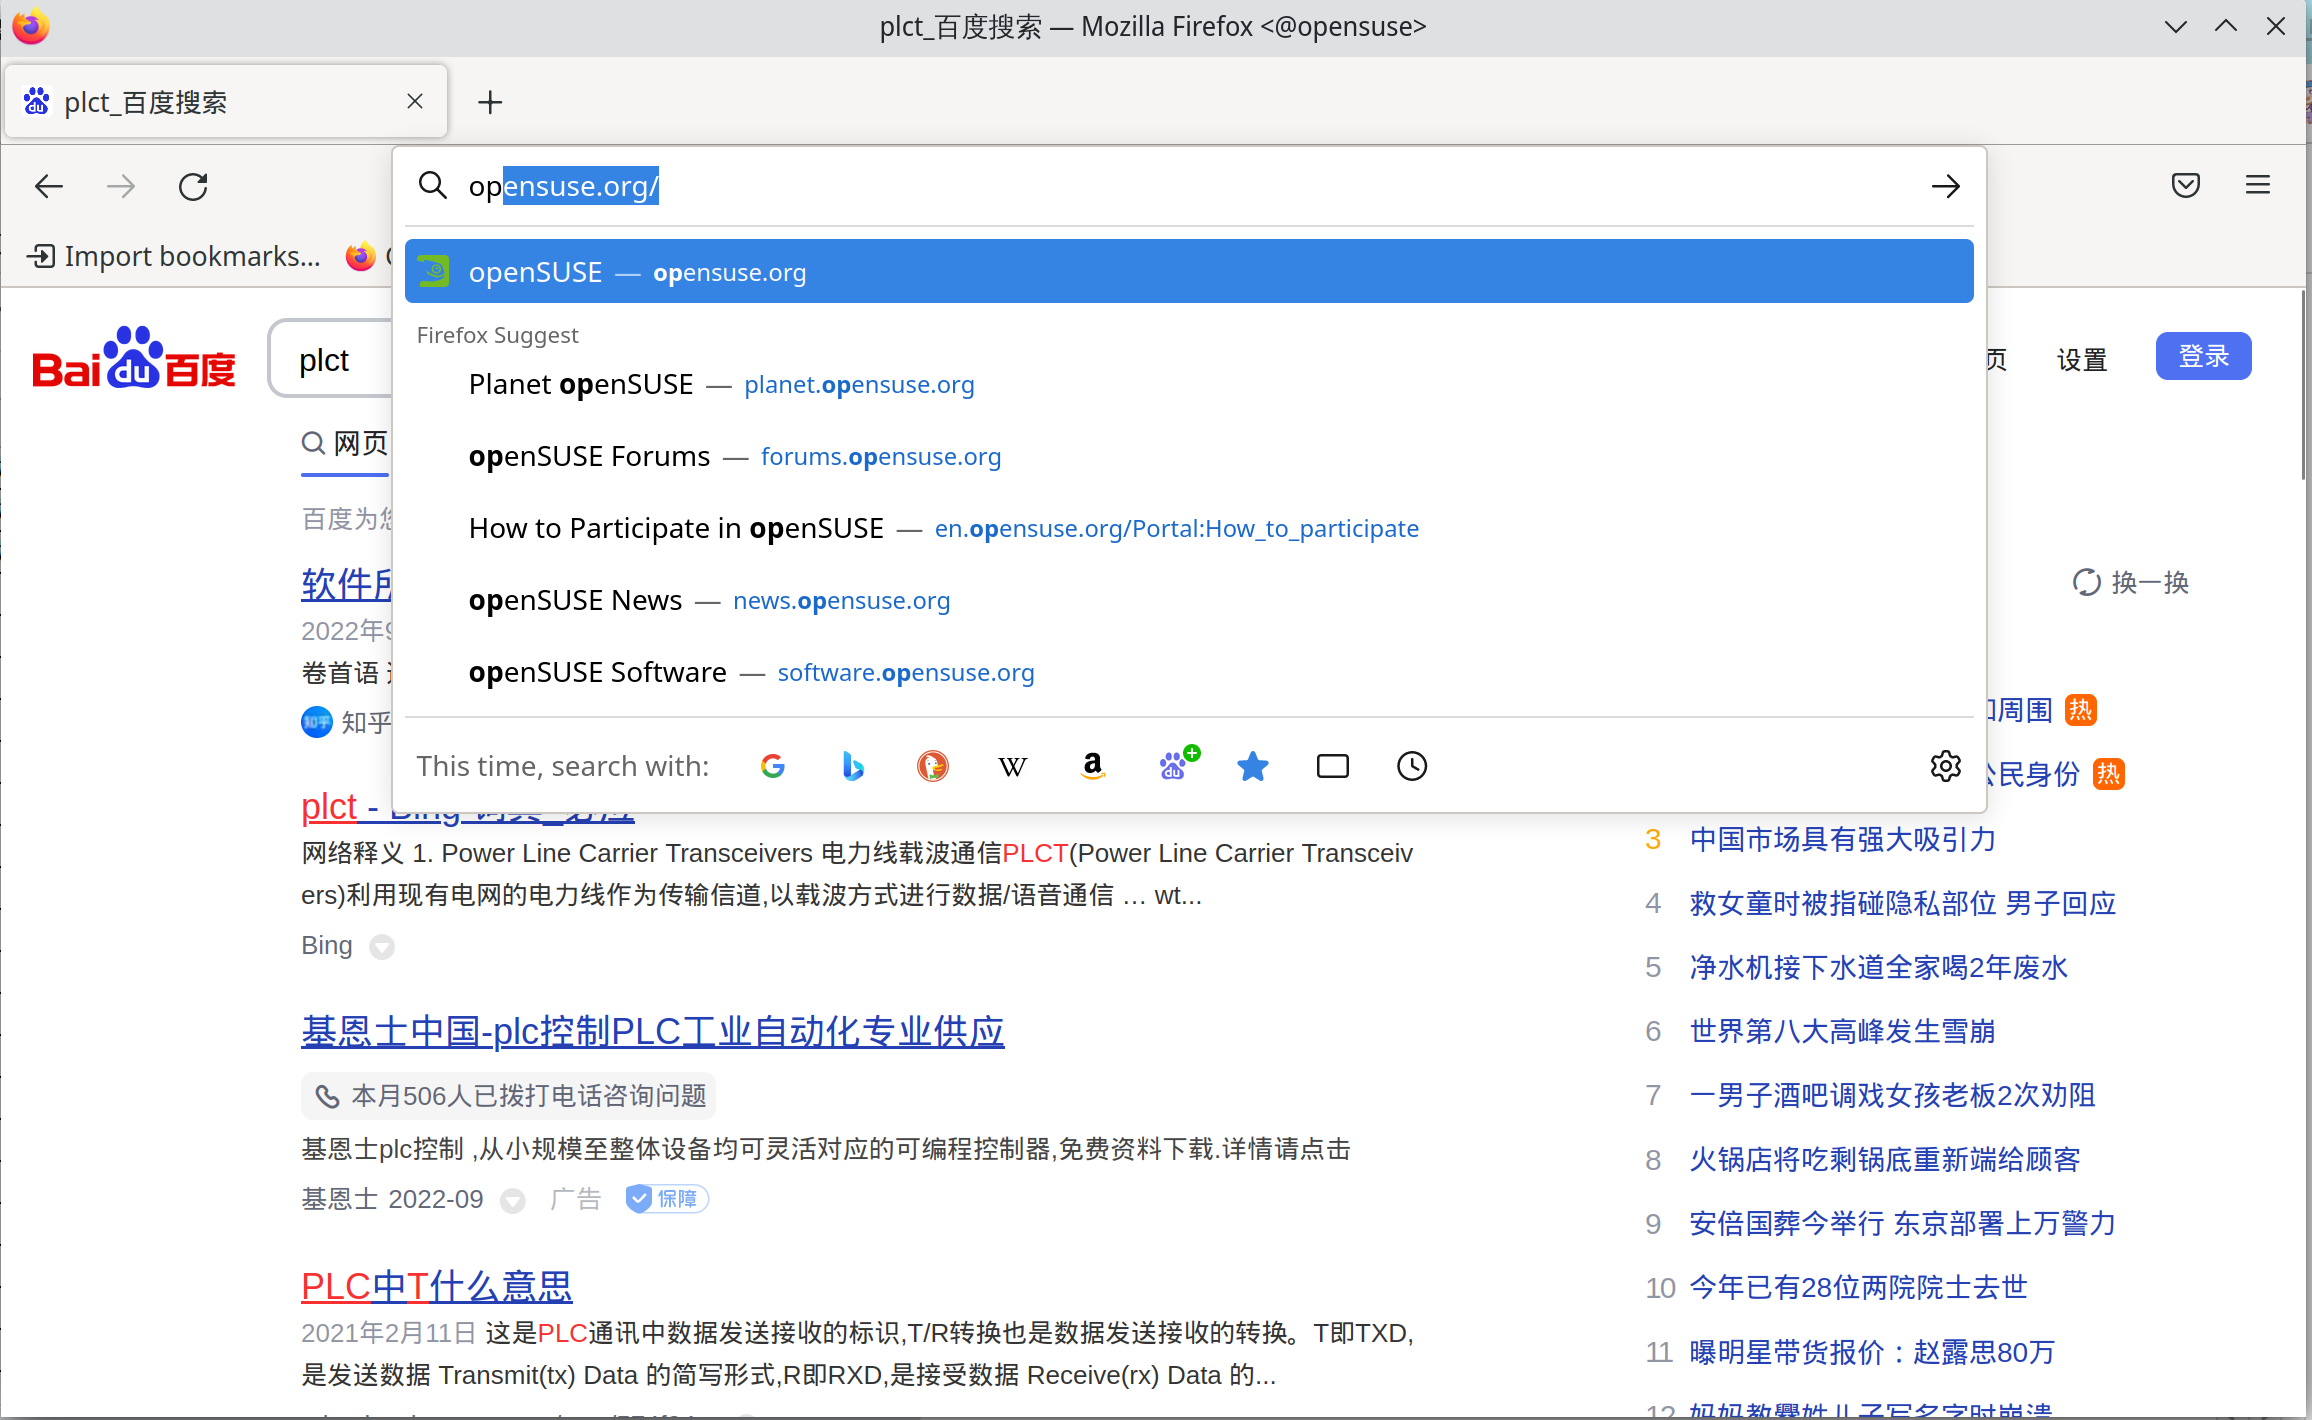 plct_百度搜索 — Mozilla Firefox <@opensuse>
plct_百度搜索
opensuse.org/
Import bookmarks...
openSUSE — opensuse.org
Firefox Suggest
Planet openSUSE — planet.opensuse.org
openSUSE Forums — forums.opensuse.org
How to Participate in openSUSE — en.opensuse.org/Portal:How_to_participate
openSUSE News — news.opensuse.org
openSUSE Software — software.opensuse.org
This time, search with:
Bai du 百度
plct
页 设置 登录
网页
百度为
软件
换一换
2022年
卷首语
知乎 知乎
周围 热
民身份 热
plct - Bing 词典_必应
网络释义 1. Power Line Carrier Transceivers 电力线载波通信PLCT(Power Line Carrier Transceiv
ers)利用现有电网的电力线作为传输信道,以载波方式进行数据/语音通信 … wt...
Bing
基恩士中国-plc控制PLC工业自动化专业供应
本月506人已拨打电话咨询问题
基恩士plc控制 ,从小规模至整体设备均可灵活对应的可编程控制器,免费资料下载.详情请点击
基恩士 2022-09 广告 保障
PLC中T什么意思
2021年2月11日 这是PLC通讯中数据发送接收的标识,T/R转换也是数据发送接收的转换。T即TXD,
是发送数据 Transmit(tx) Data 的简写形式,R即RXD,是接受数据 Receive(rx) Data 的...
3 中国市场具有强大吸引力
4 救女童时被指碰隐私部位 男子回应
5 净水机接下水道全家喝2年废水
6 世界第八大高峰发生雪崩
7 一男子酒吧调戏女孩老板2次劝阻
8 火锅店将吃剩锅底重新端给顾客
9 安倍国葬今举行 东京部署上万警力
10 今年已有28位两院院士去世
11 曝明星带货报价：赵露思80万
12 妈妈教爨姓儿子写名字时崩溃